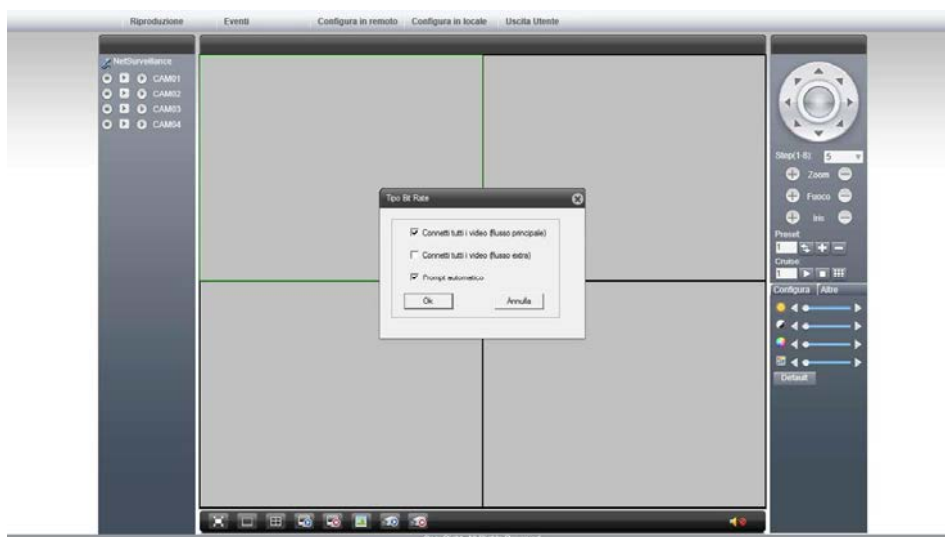 Riproduzione Eventi Configura in remoto Configura in locale Uscita Utente
NetSurveillance
CAM01
CAM02
CAM03
CAM04
Tipo Bit Rate
Connetti tutti i video (flusso principale)
Connetti tutti i video (flusso extra)
Prompt automatico
Ok Annulla
Step(1-8): 5
Zoom
Fuoco
Iris
Preset
1
Cruise
1
Configura Altre
Default